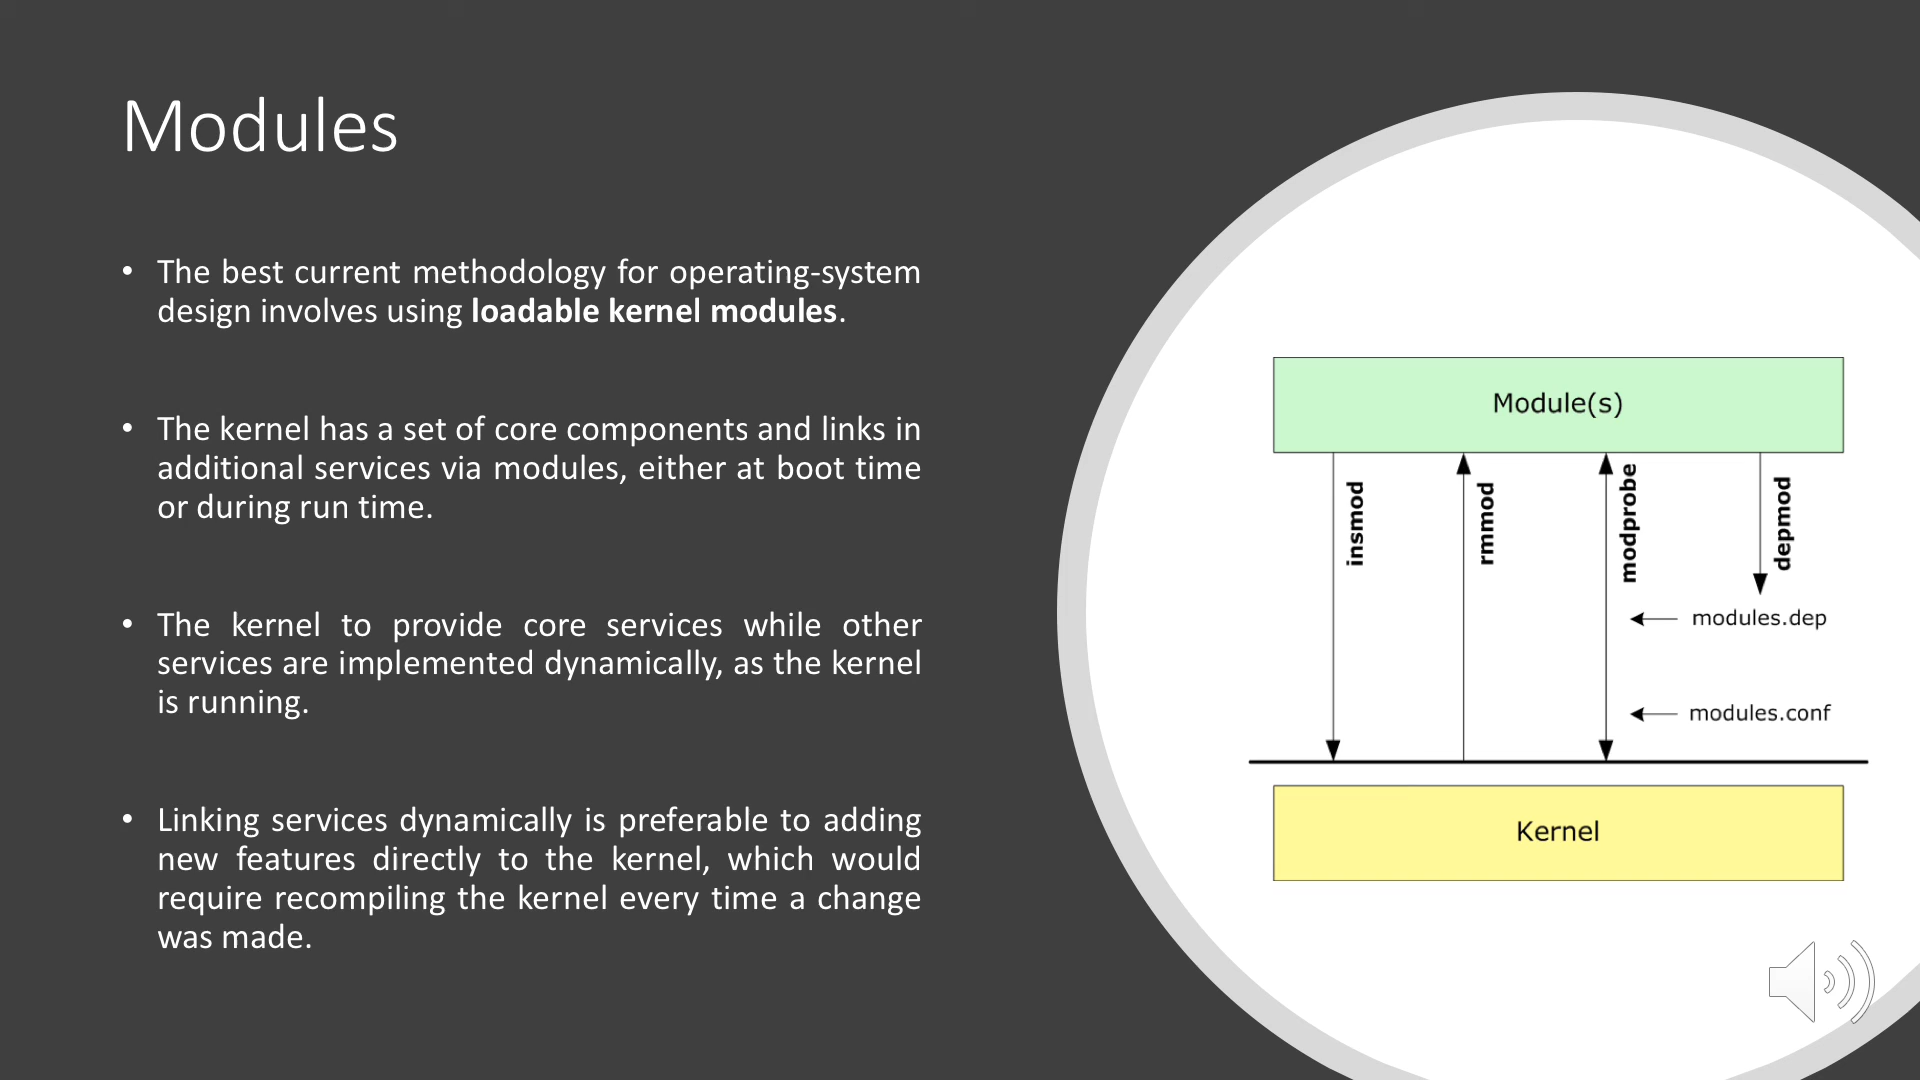 Modules
• The best current methodology for operating-system
design involves using loadable kernel modules.
• The kernel has a set of core components and links in
additional services via modules, either at boot time
or during run time.
• The kernel to provide core services while other
services are implemented dynamically, as the kernel
is running.
• Linking services dynamically is preferable to adding
new features directly to the kernel, which would
require recompiling the kernel every time a change
was made.
Module(s)
insmod
rmmod
modprobe
depmod
modules.dep
modules.conf
Kernel